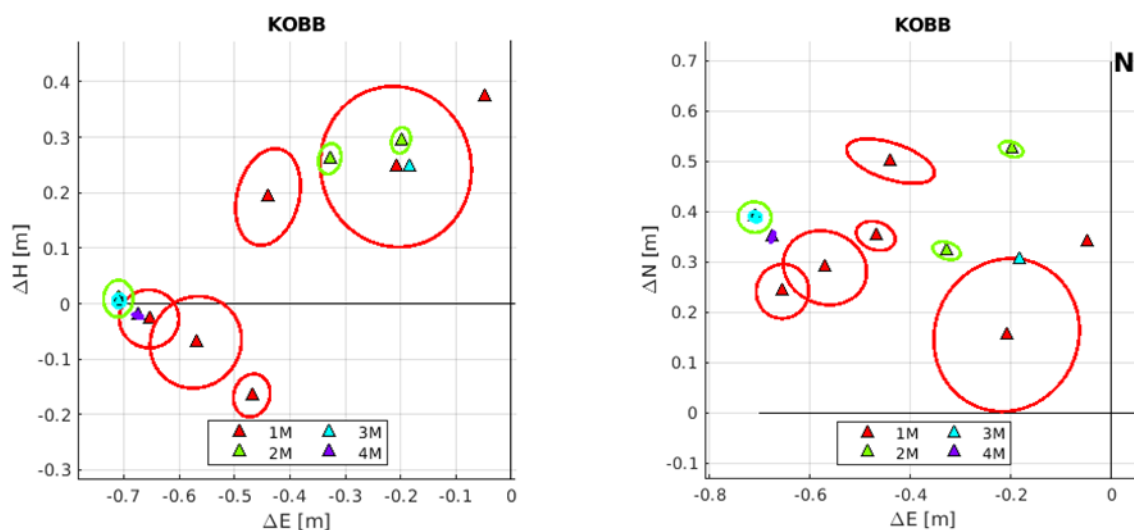 KOBB
ΔH [m]
0.4
0.3
0.2
0.1
0
-0.1
-0.2
-0.3
1M 3M
2M 4M
-0.7 -0.6 -0.5 -0.4 -0.3 -0.2 -0.1 0
ΔE [m]
KOBB
N
ΔN [m]
0.7
0.6
0.5
0.4
0.3
0.2
0.1
0
-0.1
1M 3M
2M 4M
-0.8 -0.6 -0.4 -0.2 0
ΔE [m]